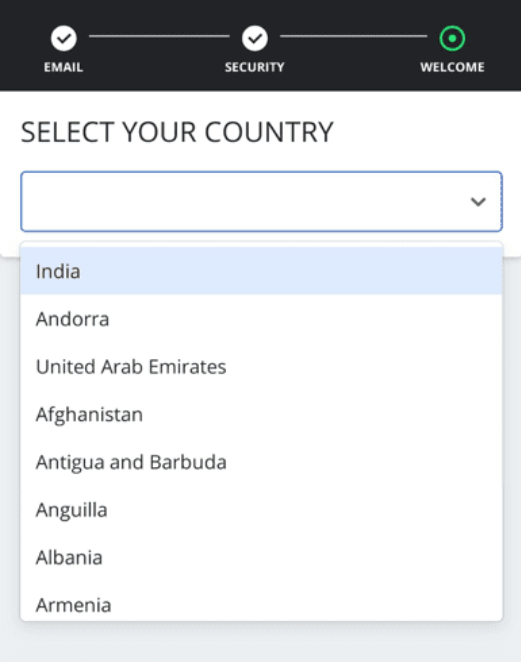 EMAIL SECURITY WELCOME
SELECT YOUR COUNTRY
India
Andorra
United Arab Emirates
Afghanistan
Antigua and Barbuda
Anguilla
Albania
Armenia